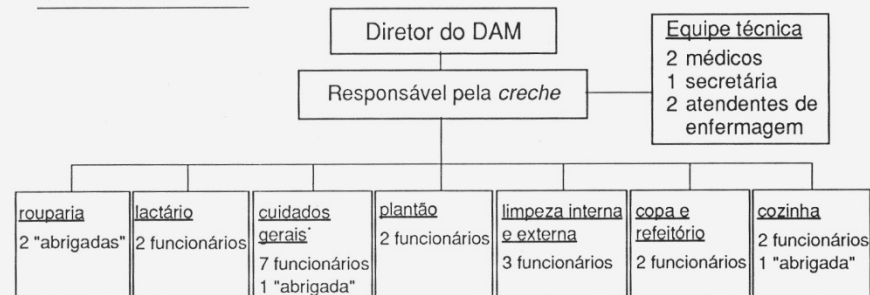 Diretor do DAM
Equipe técnica
2 médicos
1 secretária
2 atendentes de
enfermagem
Responsável pela creche
rouparia
2 "abrigadas"
lactário
2 funcionários
cuidados
gerais*
7 funcionários
1 "abrigada"
plantão
2 funcionários
limpeza interna
e externa
3 funcionários
copa e
refeitório
2 funcionários
cozinha
2 funcionários
1 "abrigada"